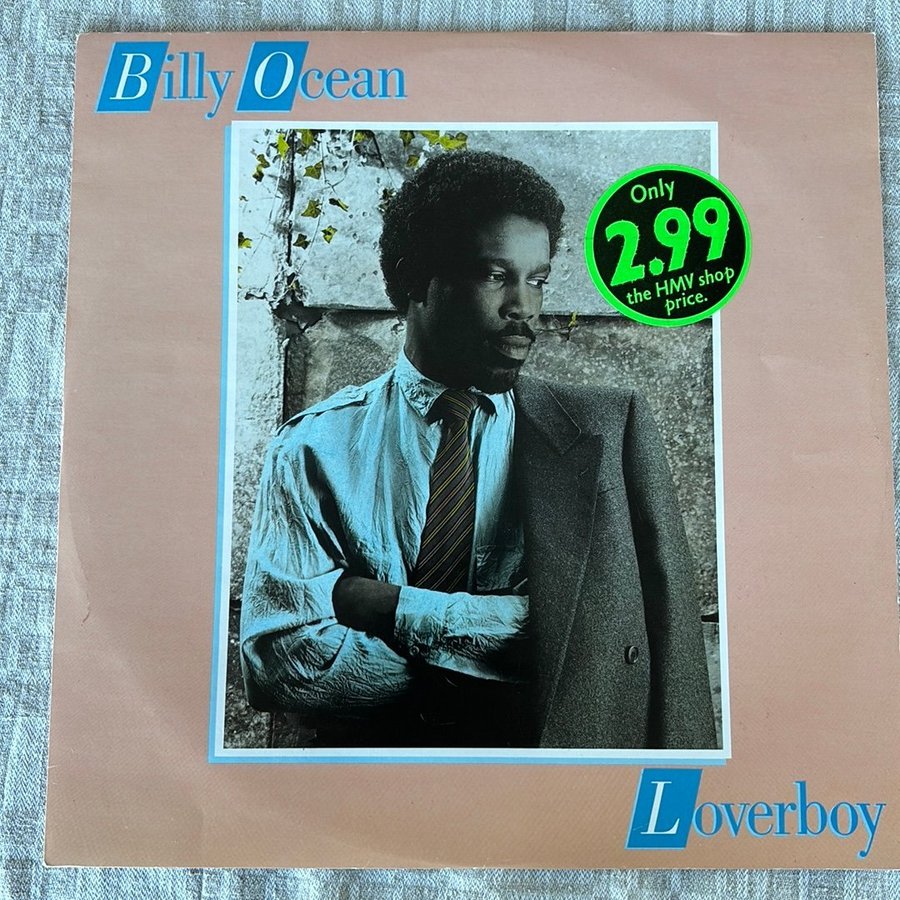 Billy Ocean
Only
2.99
the HMV shop
price.
Loverboy